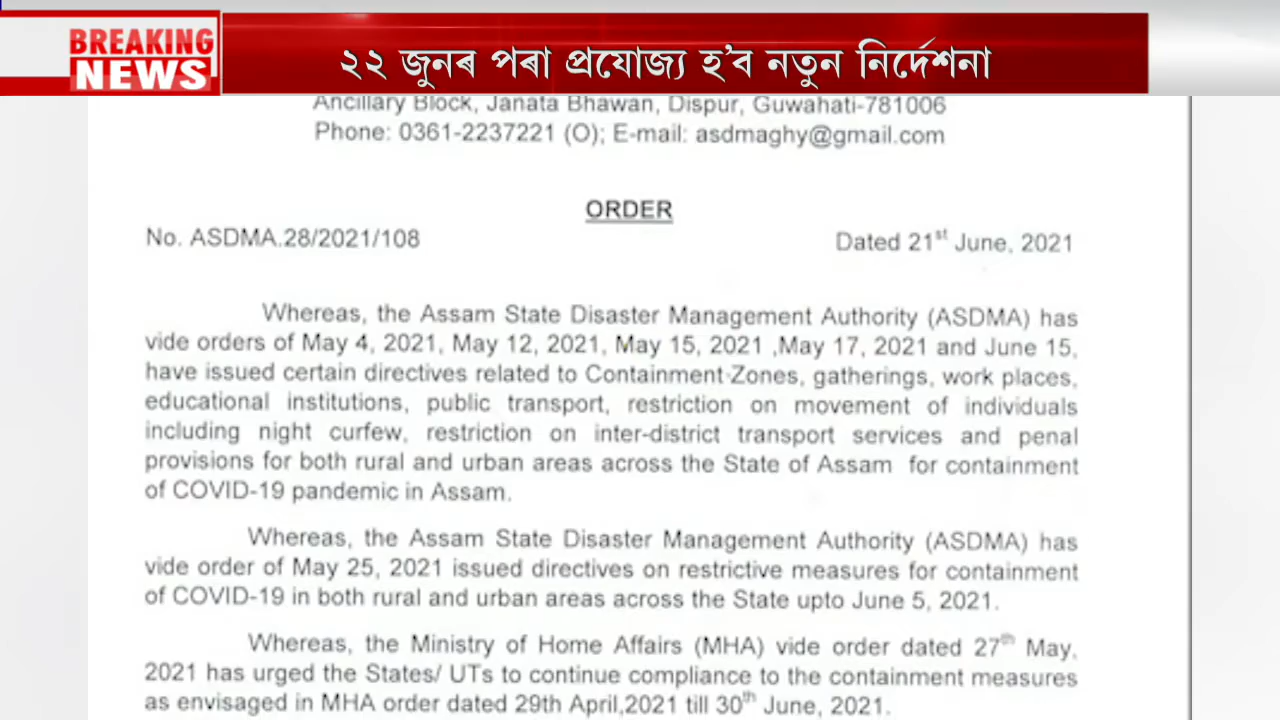 BREAKING
NEWS
২২ জুনৰ পৰা প্ৰযোজ্য হ'ব নতুন নিৰ্দেশনা
Ancillary Block, Janata Bhawan, Dispur, Guwahati-781006
Phone: 0361-2237221 (O); E-mail: asdmaghy@gmail.com
ORDER
No. ASDMA.28/2021/108 Dated 21st June, 2021
Whereas, the Assam State Disaster Management Authority (ASDMA) has
vide orders of May 4, 2021, May 12, 2021, May 15, 2021 ,May 17, 2021 and June 15,
have issued certain directives related to Containment Zones, gatherings, work places,
educational institutions, public transport, restriction on movement of individuals
including night curfew, restriction on inter-district transport services and penal
provisions for both rural and urban areas across the State of Assam for containment
of COVID-19 pandemic in Assam.
Whereas, the Assam State Disaster Management Authority (ASDMA) has
vide order of May 25, 2021 issued directives on restrictive measures for containment
of COVID-19 in both rural and urban areas across the State upto June 5, 2021.
Whereas, the Ministry of Home Affairs (MHA) vide order dated 27th May,
2021 has urged the States/ UTs to continue compliance to the containment measures
as envisaged in MHA order dated 29th April,2021 till 30th June, 2021.